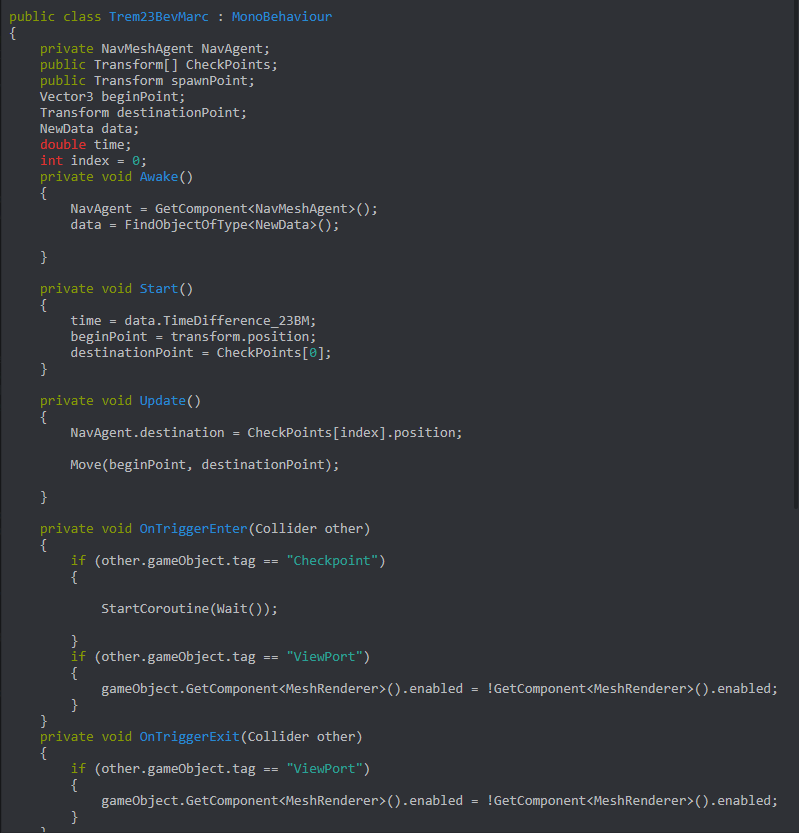 public class Trem23BevMarc : MonoBehaviour
{
    private NavMeshAgent NavAgent;
    public Transform[] CheckPoints;
    public Transform spawnPoint;
    Vector3 beginPoint;
    Transform destinationPoint;
    NewData data;
    double time;
    int index = 0;
    private void Awake()
    {
        NavAgent = GetComponent<NavMeshAgent>();
        data = FindObjectOfType<NewData>();

    }

    private void Start()
    {
        time = data.TimeDifference_23BM;
        beginPoint = transform.position;
        destinationPoint = CheckPoints[0];
    }

    private void Update()
    {
        NavAgent.destination = CheckPoints[index].position;

        Move(beginPoint, destinationPoint);

    }

    private void OnTriggerEnter(Collider other)
    {
        if (other.gameObject.tag == "Checkpoint")
        {

            StartCoroutine(Wait());

        }
        if (other.gameObject.tag == "ViewPort")
        {
            gameObject.GetComponent<MeshRenderer>().enabled = !GetComponent<MeshRenderer>().enabled;
        }
    }
    private void OnTriggerExit(Collider other)
    {
        if (other.gameObject.tag == "ViewPort")
        {
            gameObject.GetComponent<MeshRenderer>().enabled = !GetComponent<MeshRenderer>().enabled;
        }
    }